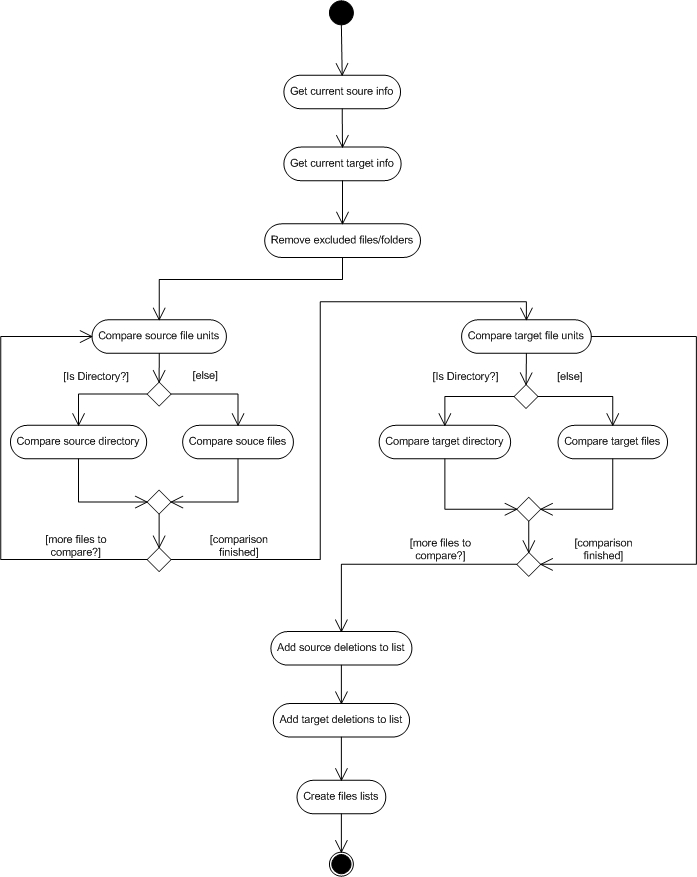 Get current soure info
Get current target info
Remove excluded files/folders
Compare source file units
[Is Directory?]
[else]
Compare source directory
Compare souce files
[more files to
compare?]
[comparison
finished]
Compare target file units
[Is Directory?]
[else]
Compare target directory
Compare target files
[more files to
compare?]
[comparison
finished]
Add source deletions to list
Add target deletions to list
Create files lists